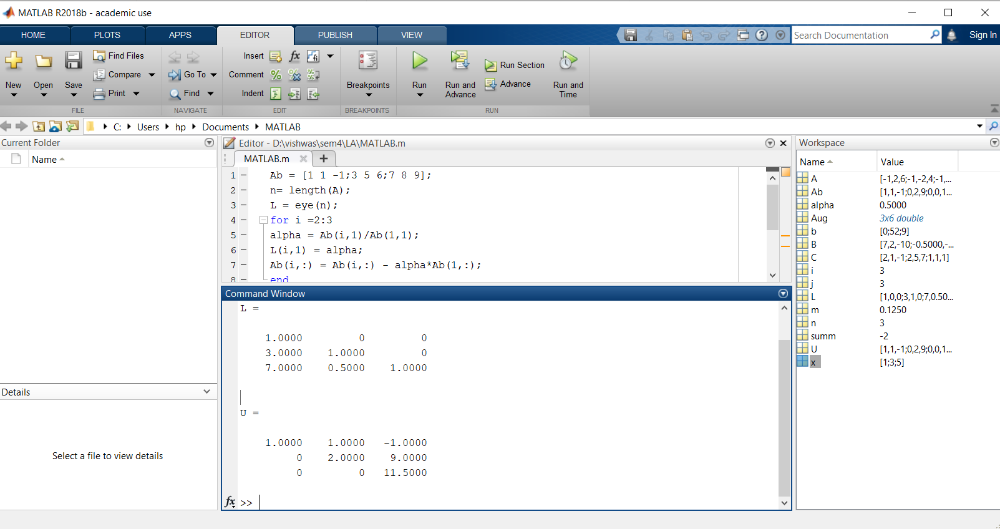 MATLAB R2018b - academic use
HOME PLOTS APPS EDITOR PUBLISH VIEW
Search Documentation
Sign In
New
Open
Save
Find Files
Compare
Print
FILE
Go To
Find
NAVIGATE
Insert
fx
fi
Comment
Indent
EDIT
Breakpoints
BREAKPOINTS
Run
Run and
Advance
Run Section
Advance
Run and
Time
RUN
C: Users hp Documents MATLAB
Current Folder
Name
Details
Select a file to view details
Editor - D:\vishwas\sem4\LA\MATLAB.m
MATLAB.m
1 – Ab = [1 1 -1;3 5 6;7 8 9];
2 – n= length(A);
3 – L = eye(n);
4 – for i =2:3
5 – alpha = Ab(i,1)/Ab(1,1);
6 – L(i,1) = alpha;
7 – Ab(i,:) = Ab(i,:) - alpha*Ab(1,:);
8 – end
Command Window
L =
1.0000 0 0
3.0000 1.0000 0
7.0000 0.5000 1.0000
U =
1.0000 1.0000 -1.0000
0 2.0000 9.0000
0 0 11.5000
fx >>
Workspace
Name Value
A [-1,2,6;-1,-2,4;-1,...
Ab [1,1,-1;0,2,9;0,0,1...
alpha 0.5000
Aug 3x6 double
b [0;52;9]
B [7,2,-10;-0.5000,-...
C [2,1,-1;2,5,7;1,1,1]
i 3
j 3
L [1,0,0;3,1,0;7,0.50...
m 0.1250
n 3
summ -2
U [1,1,-1;0,2,9;0,0,1...
x [1;3;5]